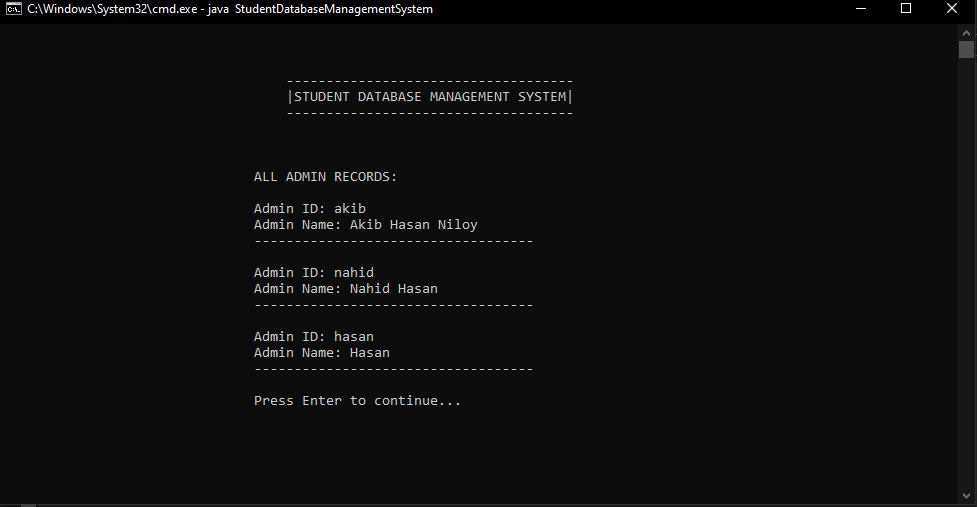 C:\Windows\System32\cmd.exe - java StudentDatabaseManagementSystem
------------------------------------
|STUDENT DATABASE MANAGEMENT SYSTEM|
------------------------------------
ALL ADMIN RECORDS:
Admin ID: akib
Admin Name: Akib Hasan Niloy
-----------------------------------
Admin ID: nahid
Admin Name: Nahid Hasan
-----------------------------------
Admin ID: hasan
Admin Name: Hasan
-----------------------------------
Press Enter to continue...